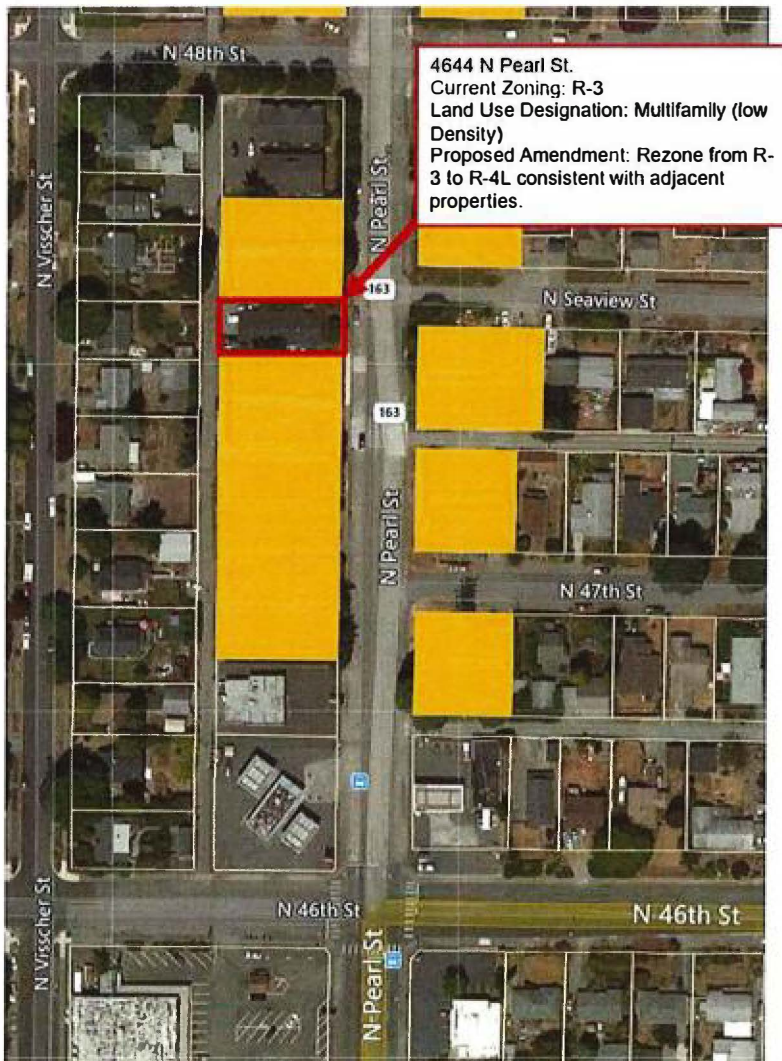 N 48th St
4644 N Pearl St.
Current Zoning: R-3
Land Use Designation: Multifamily (low
Density)
Proposed Amendment: Rezone from R-
3 to R-4L consistent with adjacent
properties.
N Pearl St
N Visscher St
163
N Seaview St
163
N Pearl St
N 47th St
N 46th St
N 46th St
N Visscher St
N-Pearl St